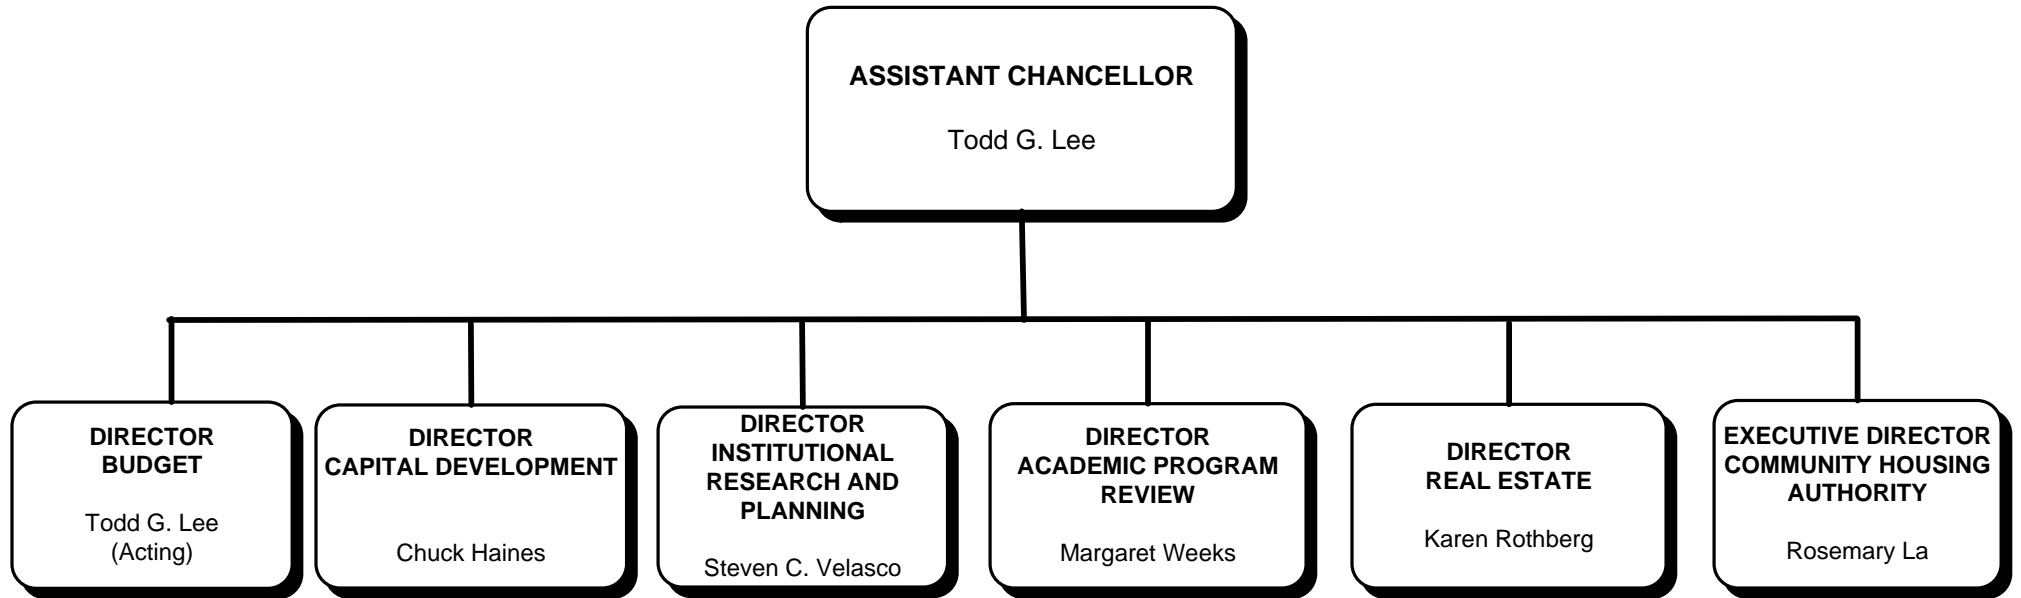 ASSISTANT CHANCELLOR
Todd G. Lee
DIRECTOR
BUDGET
Todd G. Lee
(Acting)
DIRECTOR
CAPITAL DEVELOPMENT
Chuck Haines
DIRECTOR
INSTITUTIONAL
RESEARCH AND
PLANNING
Steven C. Velasco
DIRECTOR
ACADEMIC PROGRAM
REVIEW
Margaret Weeks
DIRECTOR
REAL ESTATE
Karen Rothberg
EXECUTIVE DIRECTOR
COMMUNITY HOUSING
AUTHORITY
Rosemary La